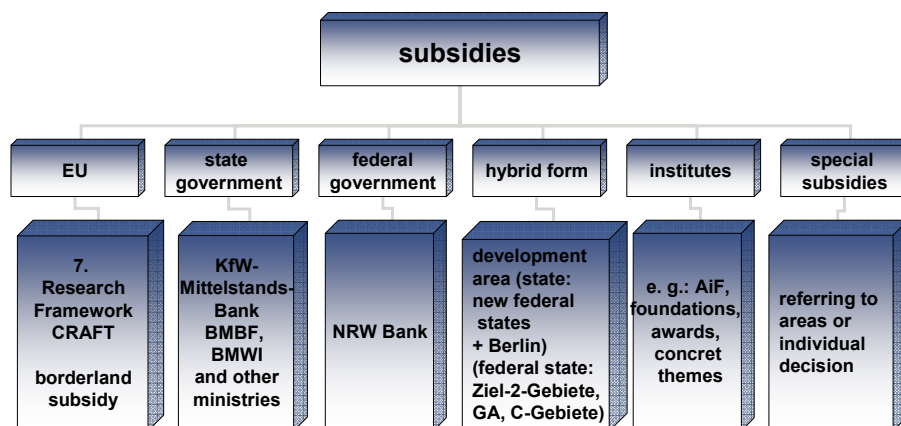 subsidies
EU
state
government
federal
government
hybrid form
institutes
special
subsidies
7.
Research
Framework
CRAFT
borderland
subsidy
KfW-
Mittelstands-
Bank
BMBF,
BMWI
and other
ministries
NRW Bank
development
area (state:
new federal
states
+ Berlin)
(federal state:
Ziel-2-Gebiete,
GA, C-Gebiete)
e. g.: AiF,
foundations,
awards,
concret
themes
referring to
areas or
individual
decision